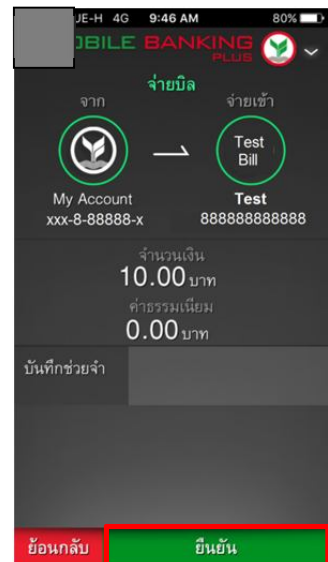 UE-H 4G 9:46 AM 80%
OBILE BANKING
PLUS
จ่ายบิล
จาก จ่ายเข้า
Test
Bill
My Account Test
xxx-8-88888-x 888888888888
จำนวนเงิน
10.00 บาท
ค่าธรรมเนียม
0.00 บาท
บันทึกช่วยจำ
ย้อนกลับ ยืนยัน